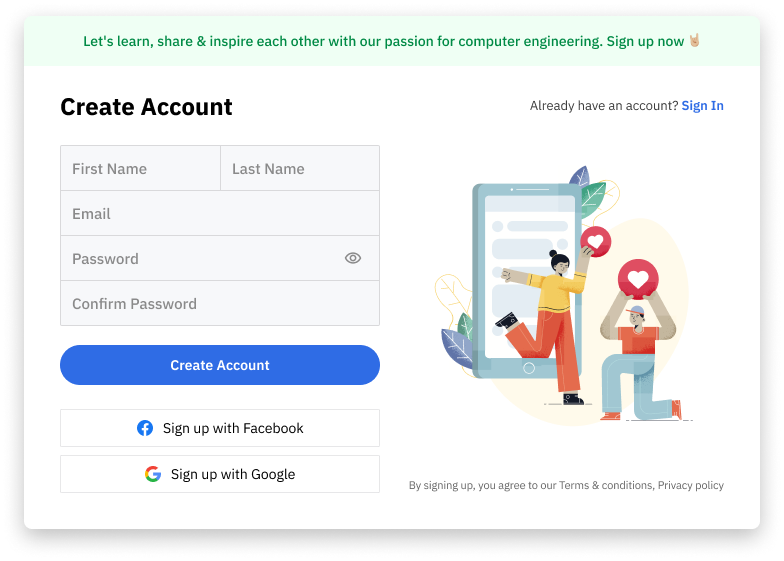 Let's learn, share & inspire each other with our passion for computer engineering. Sign up now 🤘🏼
Create Account
Already have an account? Sign In
First Name
Last Name
Email
Password
Confirm Password
Create Account
Sign up with Facebook
Sign up with Google
By signing up, you agree to our Terms & conditions, Privacy policy